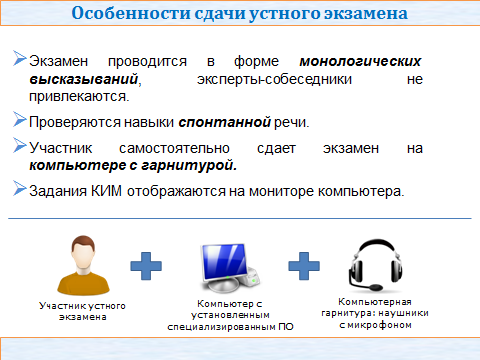 Особенности сдачи устного экзамена
Экзамен проводится в форме монологических
высказываний, эксперты-собеседники не
привлекаются.
Проверяются навыки спонтанной речи.
Участник самостоятельно сдает экзамен на
компьютере с гарнитурой.
Задания КИМ отображаются на мониторе компьютера.
Участник устного
экзамена
Компьютер с
установленным
специализированным ПО
Компьютерная
гарнитура: наушники
с микрофоном